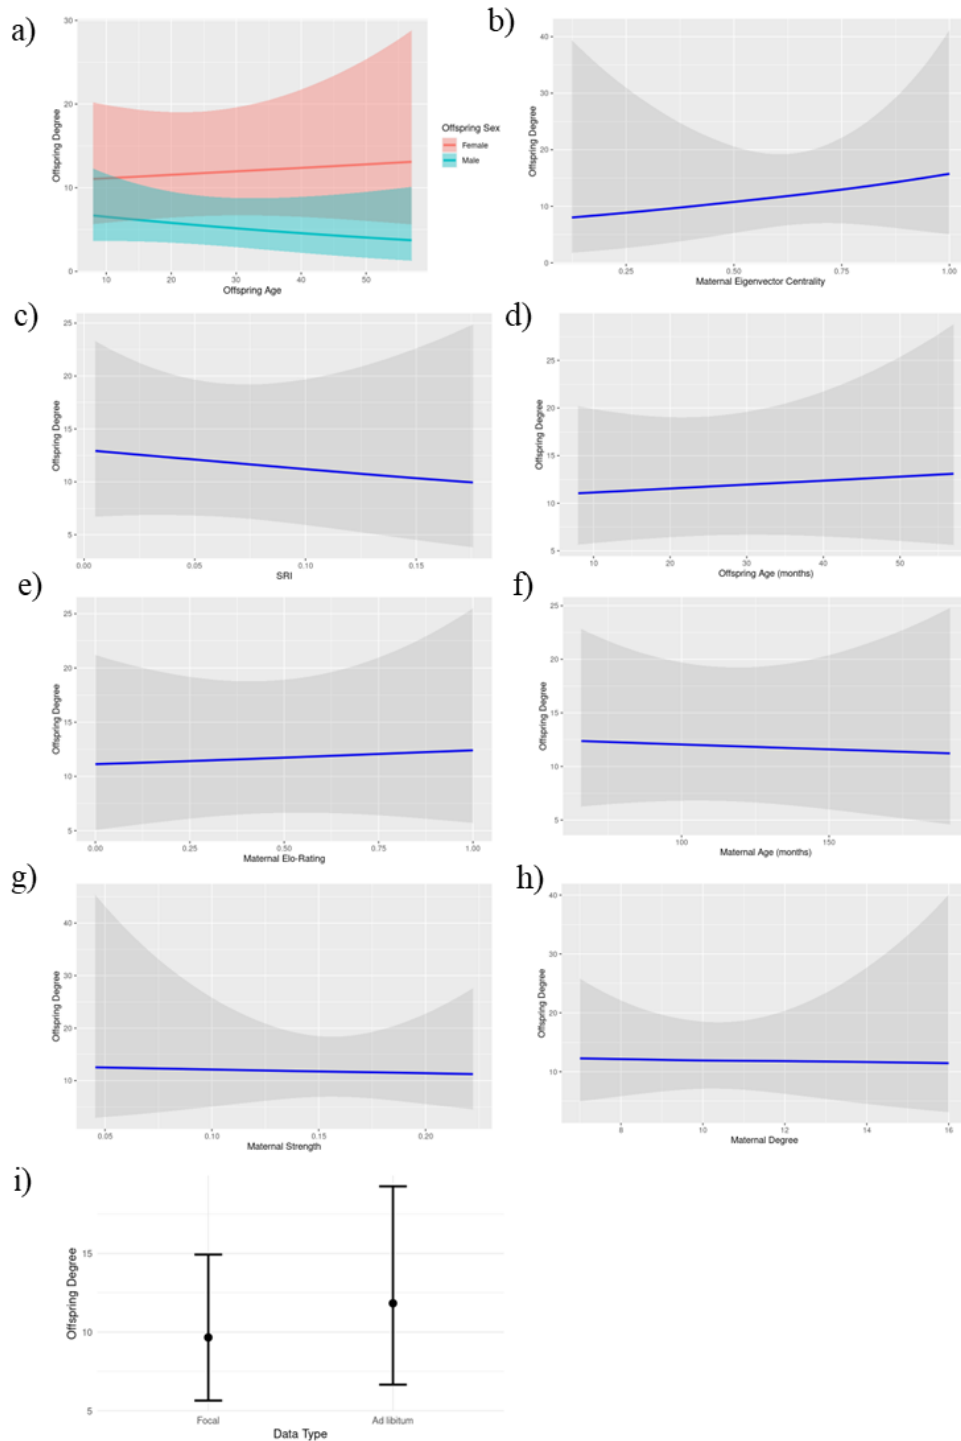 a)
30
20
10
0
Offspring Degree
10 20 30 40 50
Offspring Age
Offspring Sex
Female
Male
b)
40
30
20
10
0
Offspring Degree
0.25 0.50 0.75 1.00
Maternal Eigenvector Centrality
c)
25
20
15
10
5
Offspring Degree
0.00 0.05 0.10 0.15
SRI
d)
25
20
15
10
5
Offspring Degree
10 20 30 40 50
Offspring Age (months)
e)
25
20
15
10
5
Offspring Degree
0.00 0.25 0.50 0.75 1.00
Maternal Elo-Rating
f)
25
20
15
10
5
Offspring Degree
100 150
Maternal Age (months)
g)
40
30
20
10
Offspring Degree
0.05 0.10 0.15 0.20
Maternal Strength
h)
40
30
20
10
Offspring Degree
8 10 12 14 16
Maternal Degree
i)
15
10
5
Offspring Degree
Focal Ad libitum
Data Type